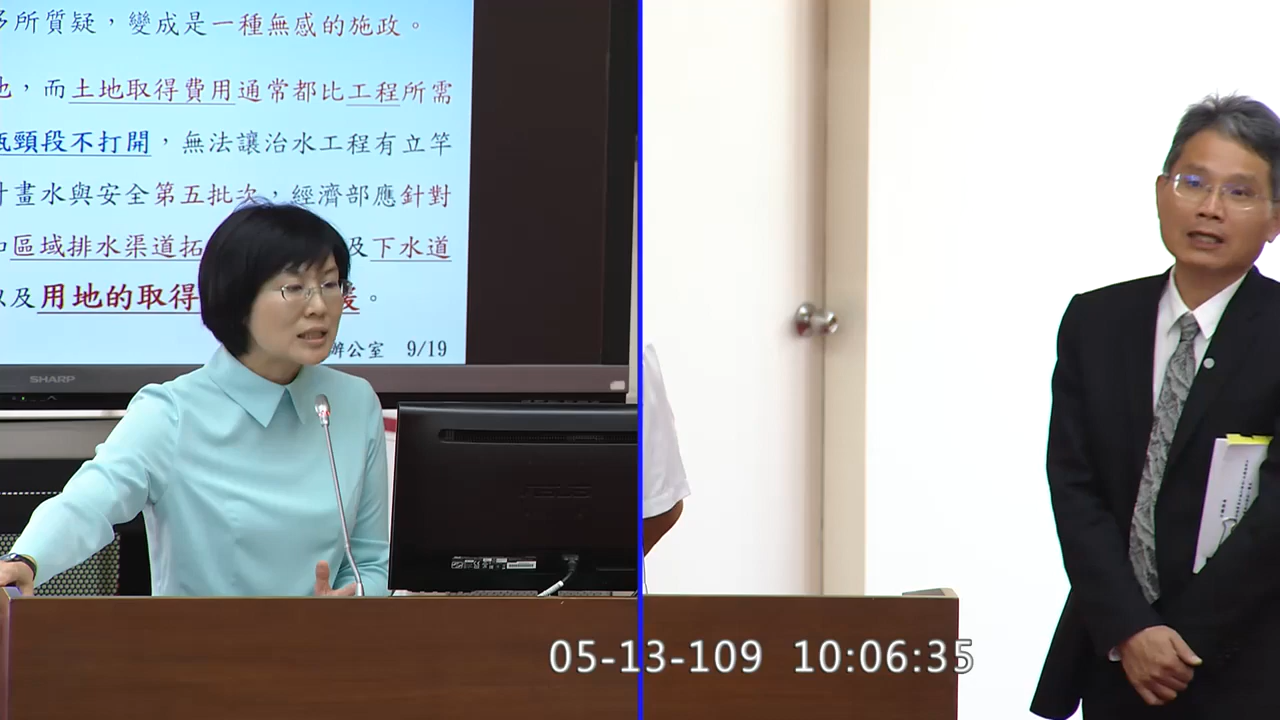 多所質疑，變成是一種無感的施政。
地，而土地取得費用通常都比工程所需
瓶頸段不打開，無法讓治水工程有立竿
計畫水與安全第五批次，經濟部應針對
和區域排水渠道拓
及下水道
以及用地的取得
援。
辦公室 9/19
SHARP
ASUS
05-13-109 10:06:35